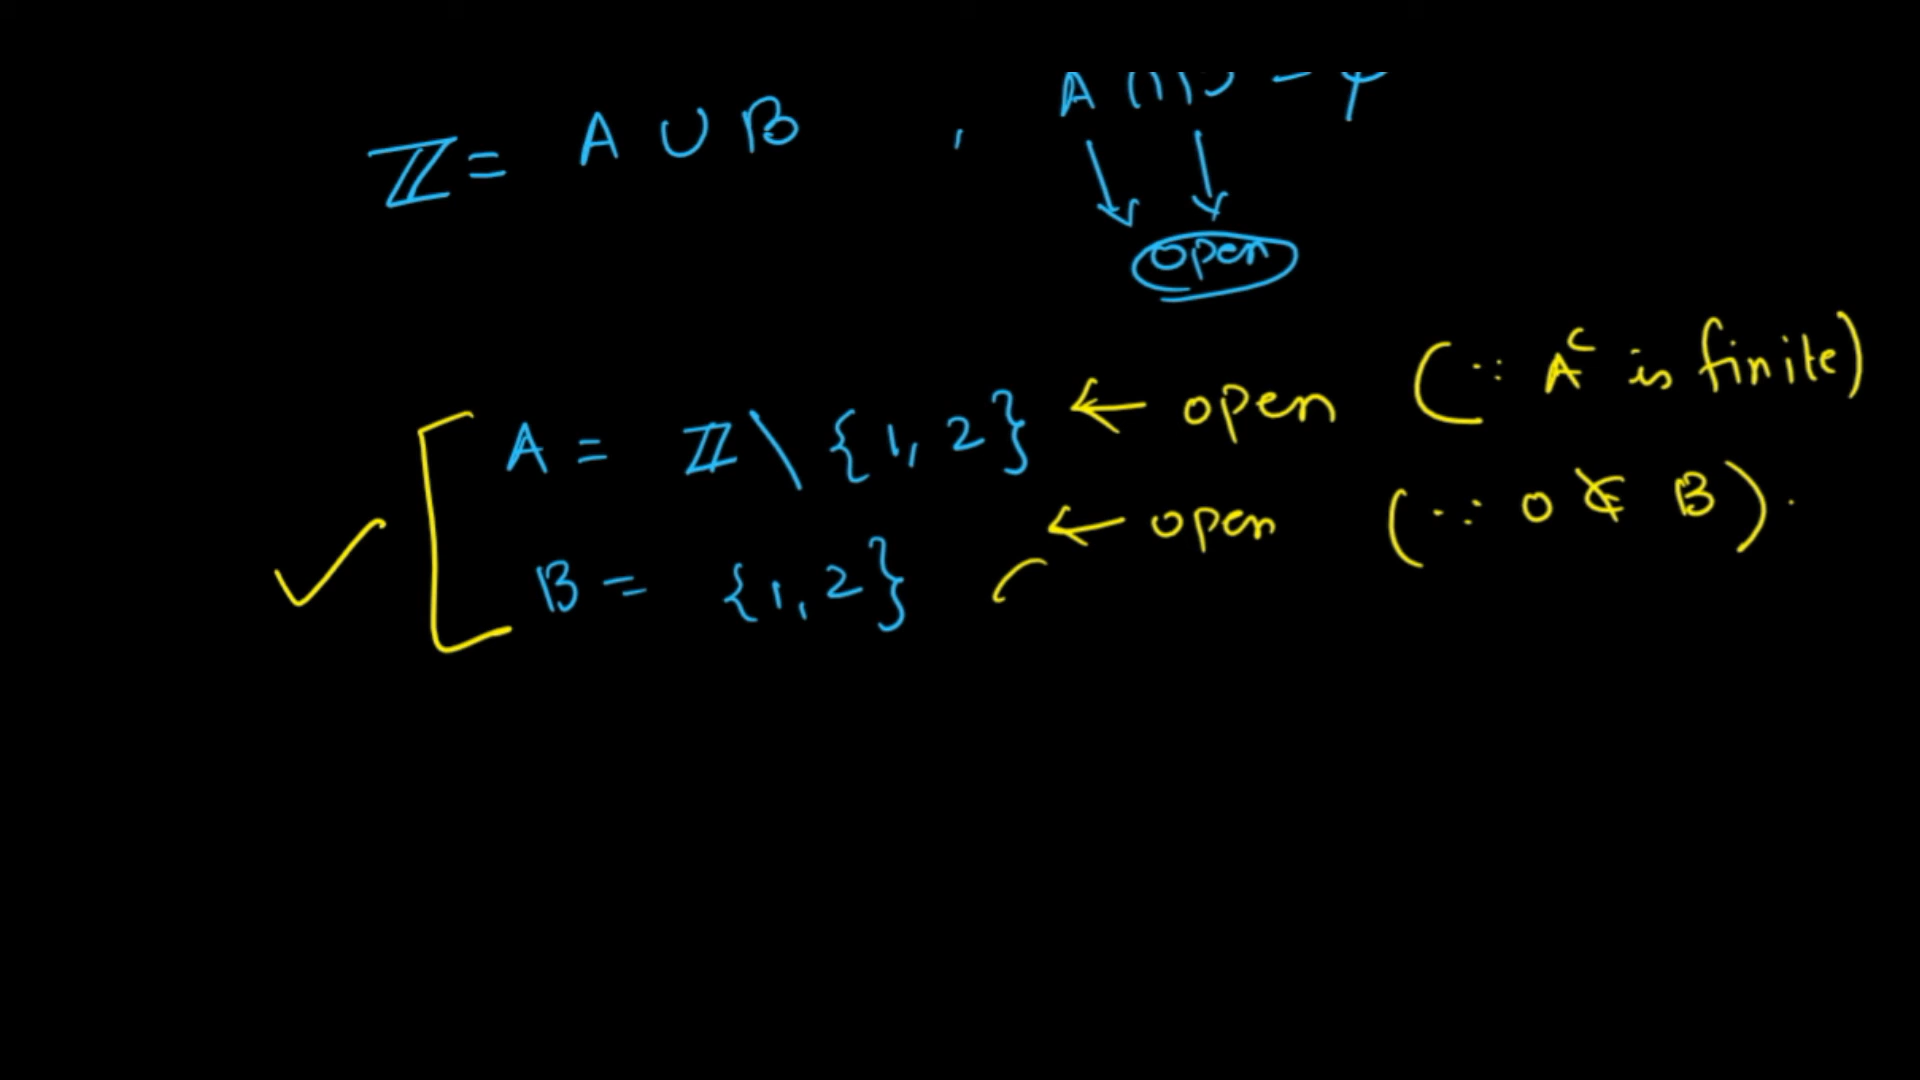 ℤ = A ∪ B , A ∩ B = φ
open
A = ℤ \ {1, 2} ← open (∵ Aᶜ is finite)
B = {1, 2} ← open (∵ 0 ∉ B).